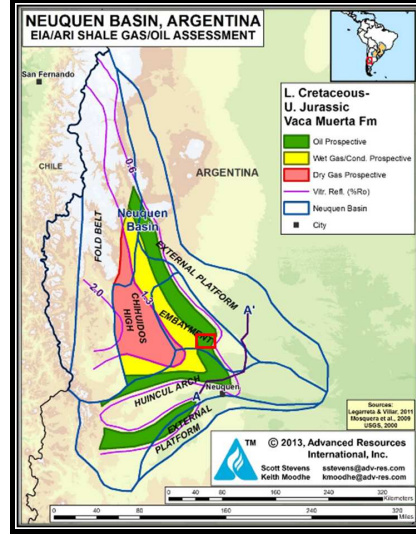 NEUQUEN BASIN, ARGENTINA
EIA/ARI SHALE GAS/OIL ASSESSMENT
San Fernando
L. Cretaceous-
U. Jurassic
Vaca Muerta Fm
Oil Prospective
Wet Gas/Cond. Prospective
Dry Gas Prospective
Vitr. Refl. (%Ro)
Neuquen Basin
City
CHILE
ARGENTINA
0.6
Neuquen
Basin
FOLD BELT
EXTERNAL PLATFORM
2.0
1.3
CHIHUIDOS
HIGH
EMBAYMENT
A'
HUINCUL ARCH
Neuquen
A
EXTERNAL
PLATFORM
Sources:
Legarreta & Villar, 2011
Mosquera et al., 2009
USGS, 2000
TM
© 2013, Advanced Resources
International, Inc.
Scott Stevens sstevens@adv-res.com
Keith Moodhe kmoodhe@adv-res.com
0 40 80 160 240 320
Kilometers
0 40 80 160 240 320
Miles